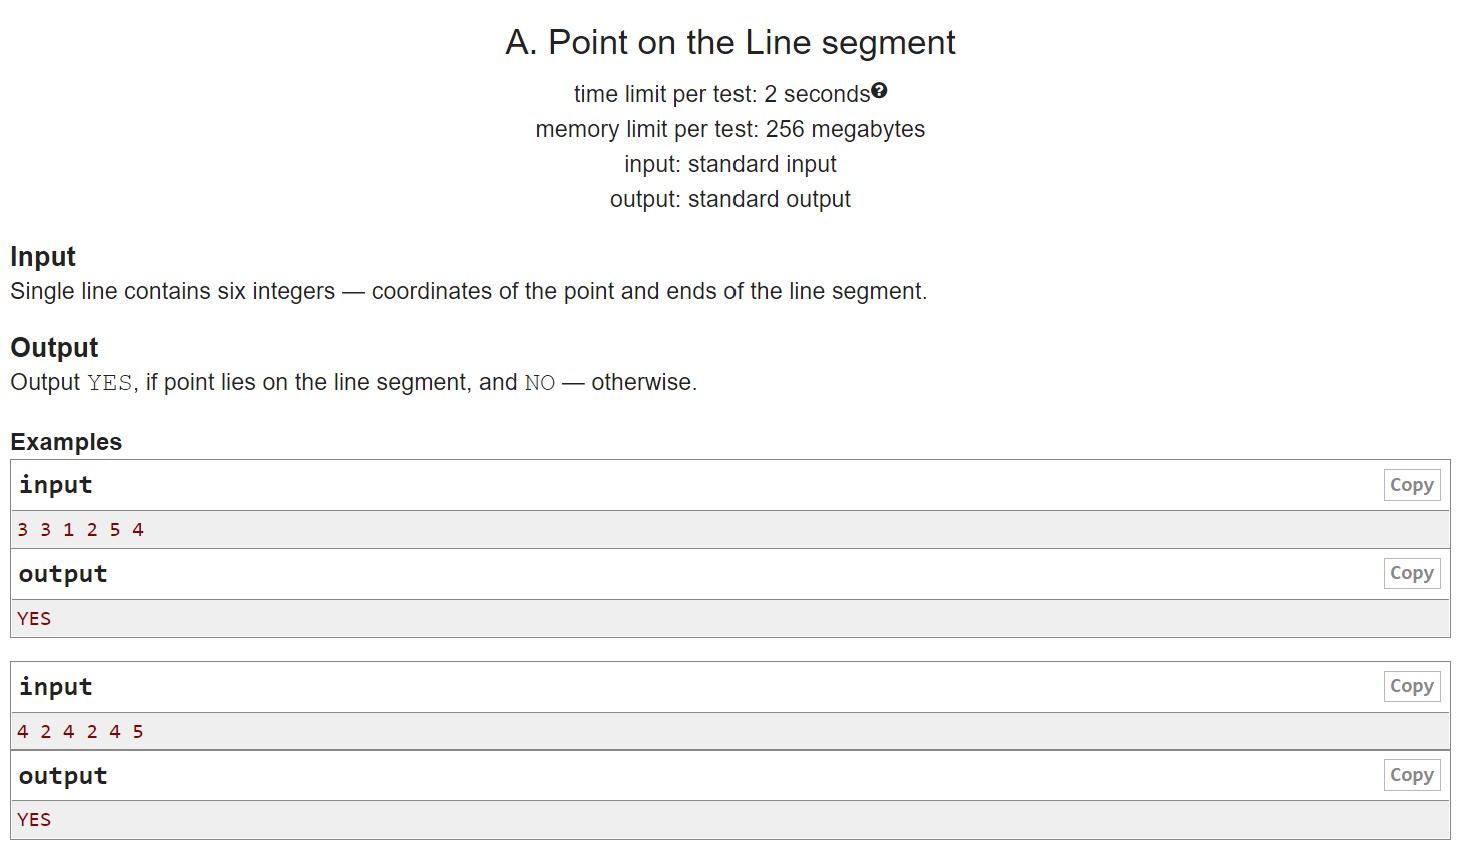 A. Point on the Line segment
time limit per test: 2 seconds?
memory limit per test: 256 megabytes
input: standard input
output: standard output
Input
Single line contains six integers — coordinates of the point and ends of the line segment.
Output
Output YES, if point lies on the line segment, and NO — otherwise.
Examples
input Copy
3 3 1 2 5 4
output Copy
YES
input Copy
4 2 4 2 4 5
output Copy
YES